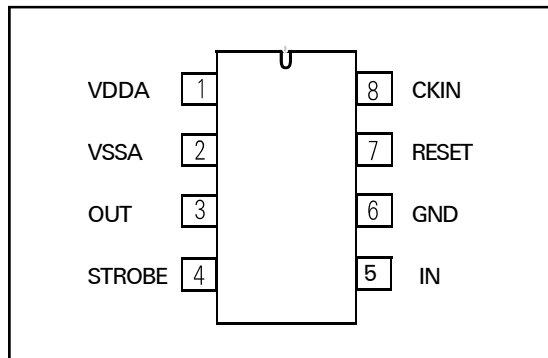 VDDA 1 8 CKIN
VSSA 2 7 RESET
OUT 3 6 GND
STROBE 4 5 IN